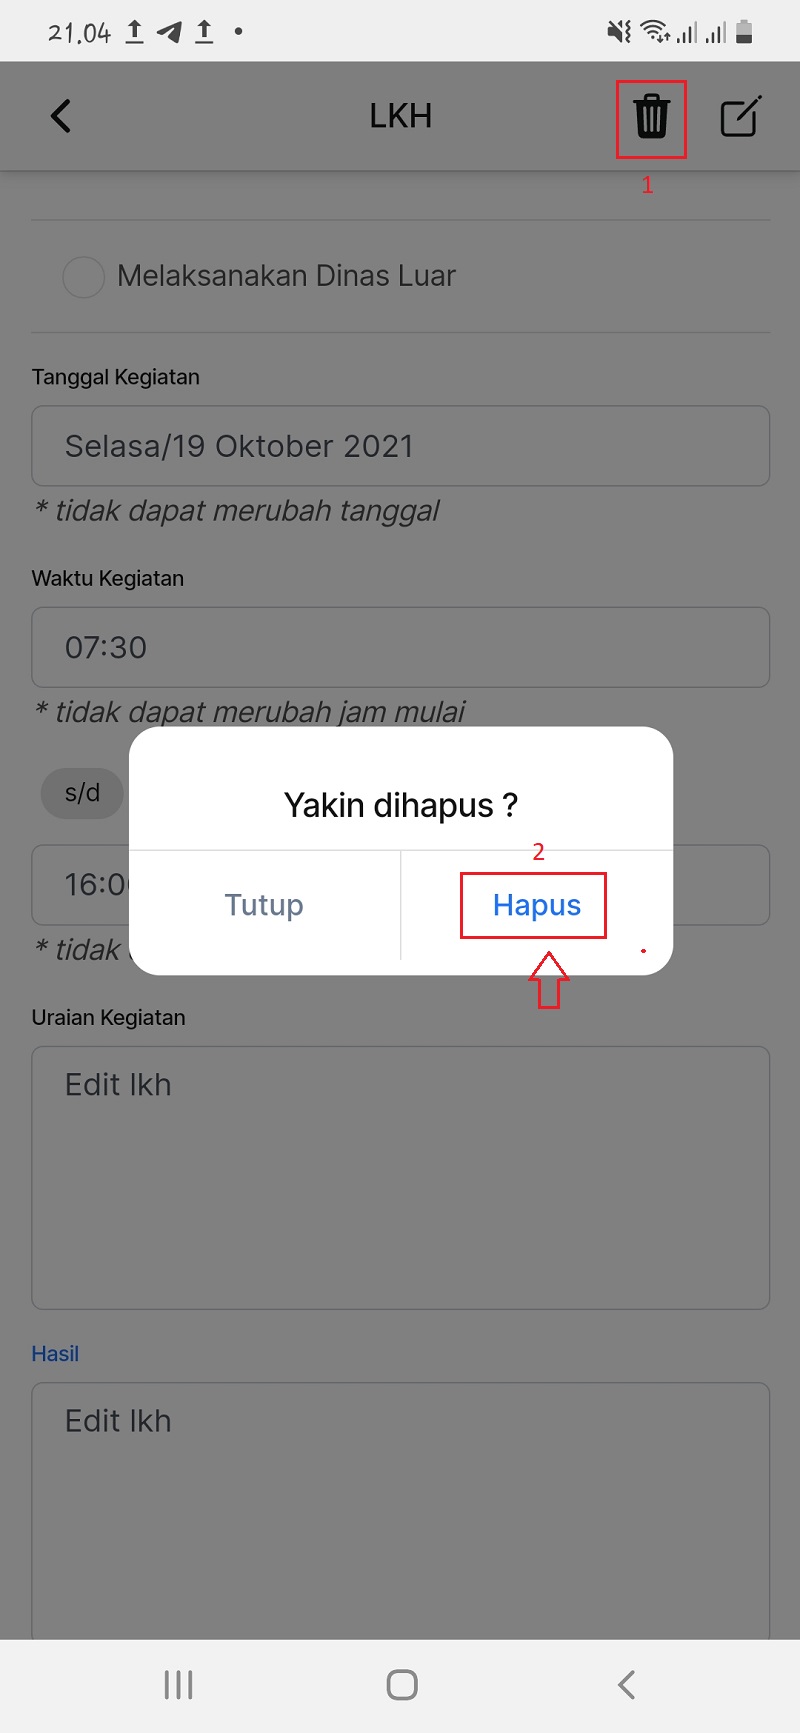 21.04
LKH
1
Melaksanakan Dinas Luar
Tanggal Kegiatan
Selasa/19 Oktober 2021
* tidak dapat merubah tanggal
Waktu Kegiatan
07:30
* tidak dapat merubah jam mulai
s/d
Yakin dihapus ?
2
16:0
Tutup
Hapus
* tidak
Uraian Kegiatan
Edit lkh
Hasil
Edit lkh